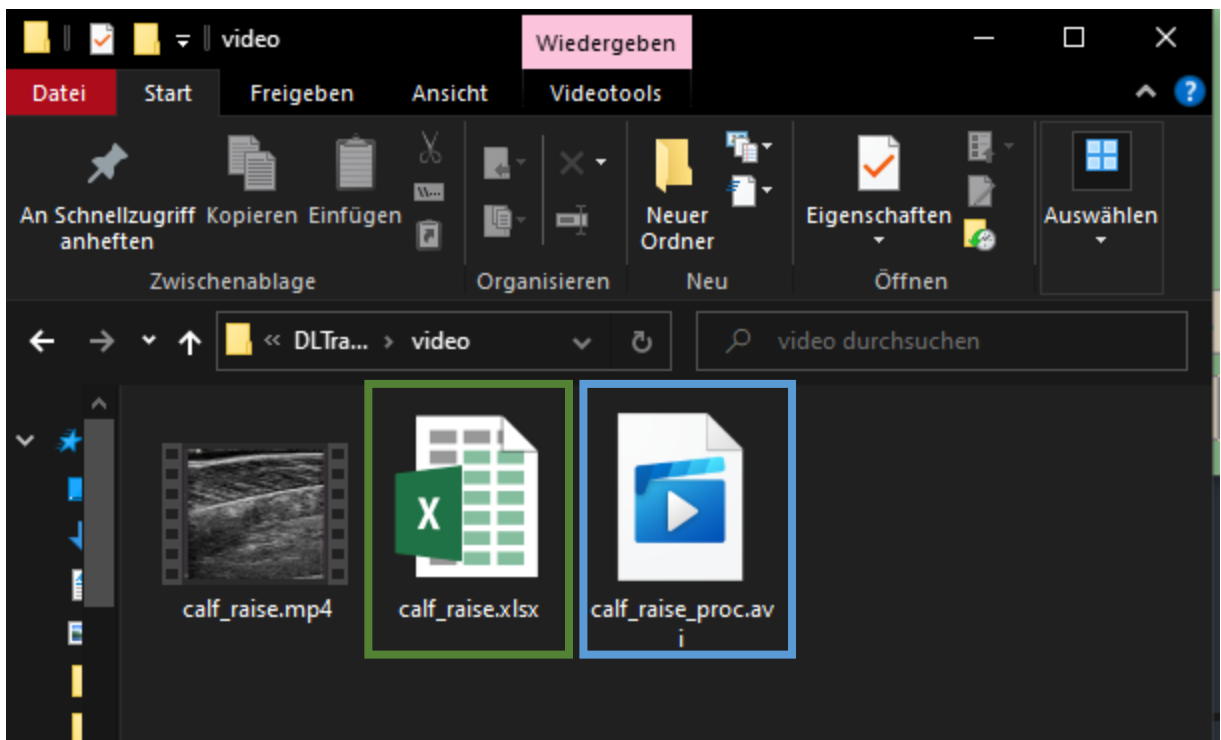 video
Wiedergeben
Datei
Start
Freigeben
Ansicht
Videotools
An Schnellzugriff
anheften
Kopieren
Einfügen
Neuer
Ordner
Eigenschaften
Auswählen
Zwischenablage
Organisieren
Neu
Öffnen
« DLTra... › video
video durchsuchen
X
calf_raise.mp4
calf_raise.xlsx
calf_raise_proc.av
i